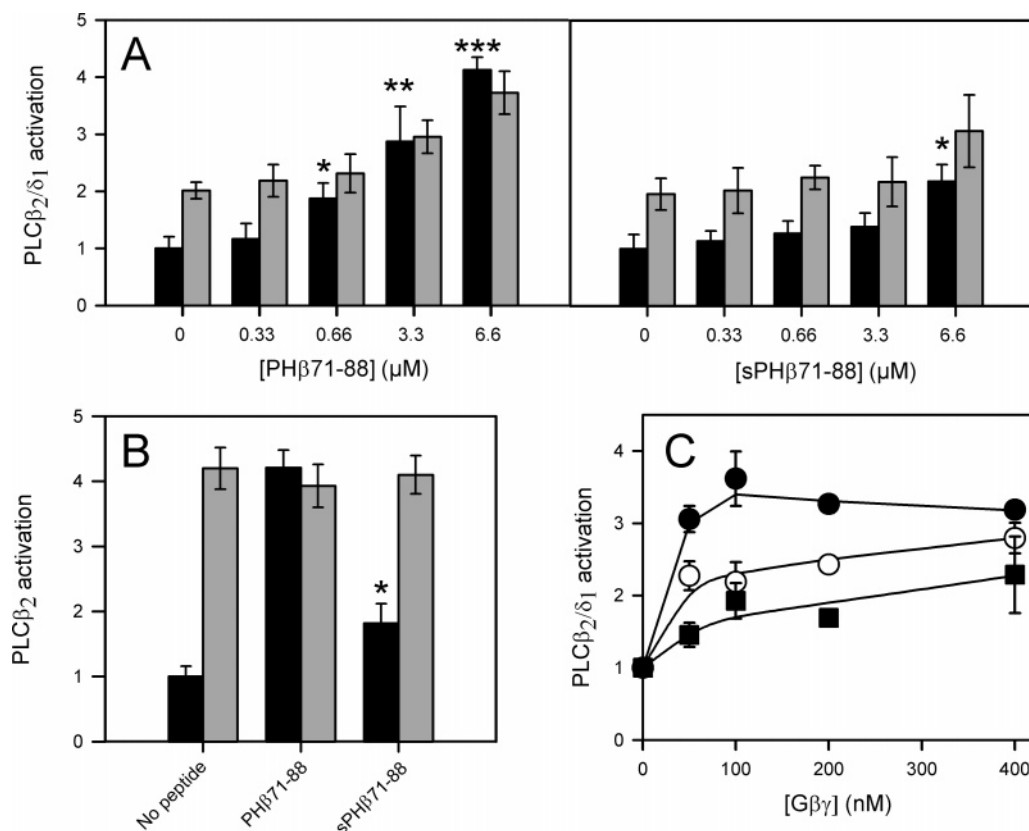 A
PLCβ₂/δ₁ activation
5
4
3
2
1
0
*
**
***
*
0 0.33 0.66 3.3 6.6
0 0.33 0.66 3.3 6.6
[PHβ71-88] (μM)
[sPHβ71-88] (μM)
B
PLCβ₂ activation
5
4
3
2
1
0
*
No peptide
PHβ71-88
sPHβ71-88
C
PLCβ₂/δ₁ activation
4
3
2
1
0
0 100 200 300 400
[Gβγ] (nM)